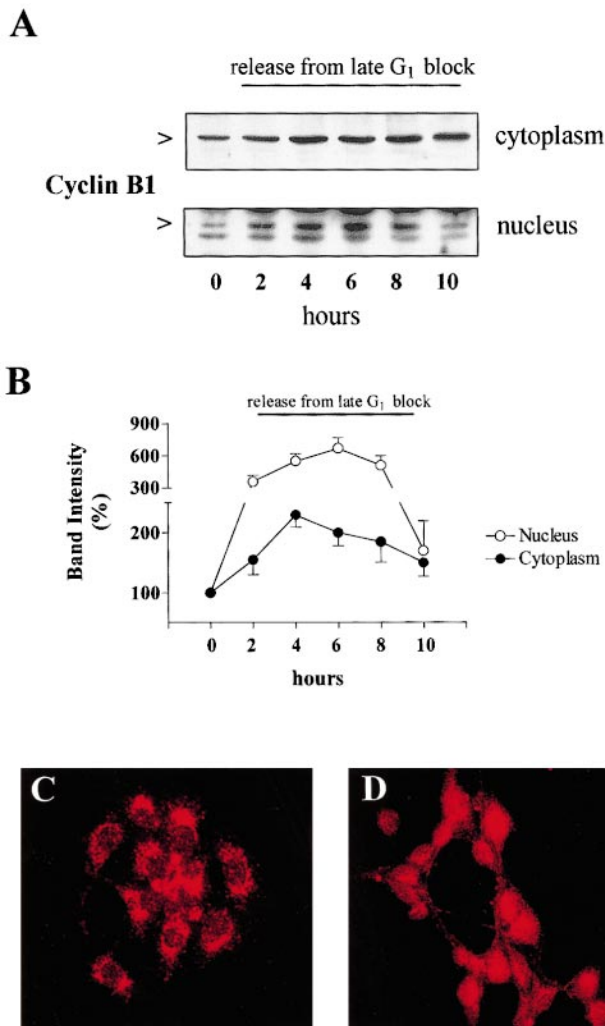 A
release from late G₁ block
> cytoplasm
Cyclin B1
> nucleus
0 2 4 6 8 10
hours
B
release from late G₁ block
900
600
300
200
100
Band Intensity
(%)
Nucleus
Cytoplasm
0 2 4 6 8 10
hours
C D